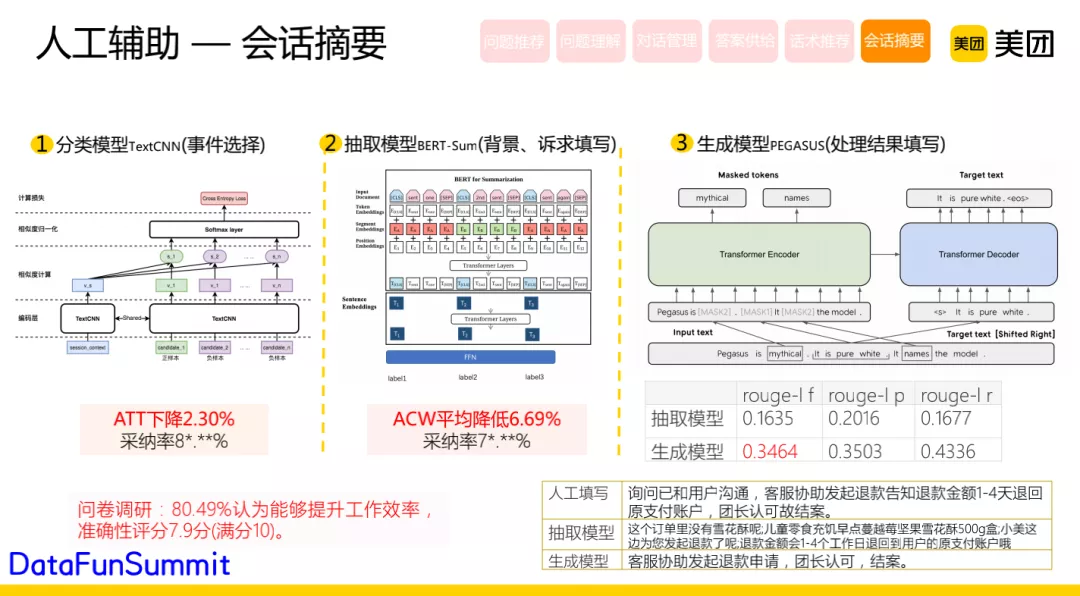 人工辅助 — 会话摘要
问题推荐 问题理解 对话管理 答案供给 话术推荐 会话摘要
美团 美团
1 分类模型TextCNN(事件选择)
计算损失
Cross Entropy Loss
相似度归一化
Softmax layer
s_1 s_2 ...... s_n
相似度计算
v_s v_1 v_1 ...... v_n
编码层
TextCNN Shared TextCNN
session_context candidate_1 candidate_2 ...... candidate_n
正样本 负样本 负样本
ATT下降2.30%
采纳率8*.**%
2 抽取模型BERT-Sum(背景、诉求填写)
BERT for Summarization
Input Document [CLS] sent one [SEP] [CLS] 2nd sent [SEP] [CLS] sent again [SEP]
Token Embeddings
Segment Embeddings
Position Embeddings
Transformer Layers
Sentence Embeddings
Transformer Layers
FFN
label1 label2 label3
ACW平均降低6.69%
采纳率7*.**%
3 生成模型PEGASUS(处理结果填写)
Masked tokens Target text
mythical names It is pure white . <eos>
Transformer Encoder Transformer Decoder
Pegasus is [MASK2] . [MASK1] It [MASK2] the model . <s> It is pure white .
Input text Target text [Shifted Right]
Pegasus is mythical . It is pure white . It names the model .
rouge-l f rouge-l p rouge-l r
抽取模型 0.1635 0.2016 0.1677
生成模型 0.3464 0.3503 0.4336
问卷调研：80.49%认为能够提升工作效率，
准确性评分7.9分(满分10)。
人工填写 询问已和用户沟通，客服协助发起退款告知退款金额1-4天退回
原支付账户，团长认可故结案。
抽取模型 这个订单里没有雪花酥呢;儿童零食充饥早点蔓越莓坚果雪花酥500g盒;小美这
边为您发起退款了呢,退款金额会1-4个工作日退回到用户的原支付账户哦
生成模型 客服协助发起退款申请，团长认可，结案。
DataFunSummit